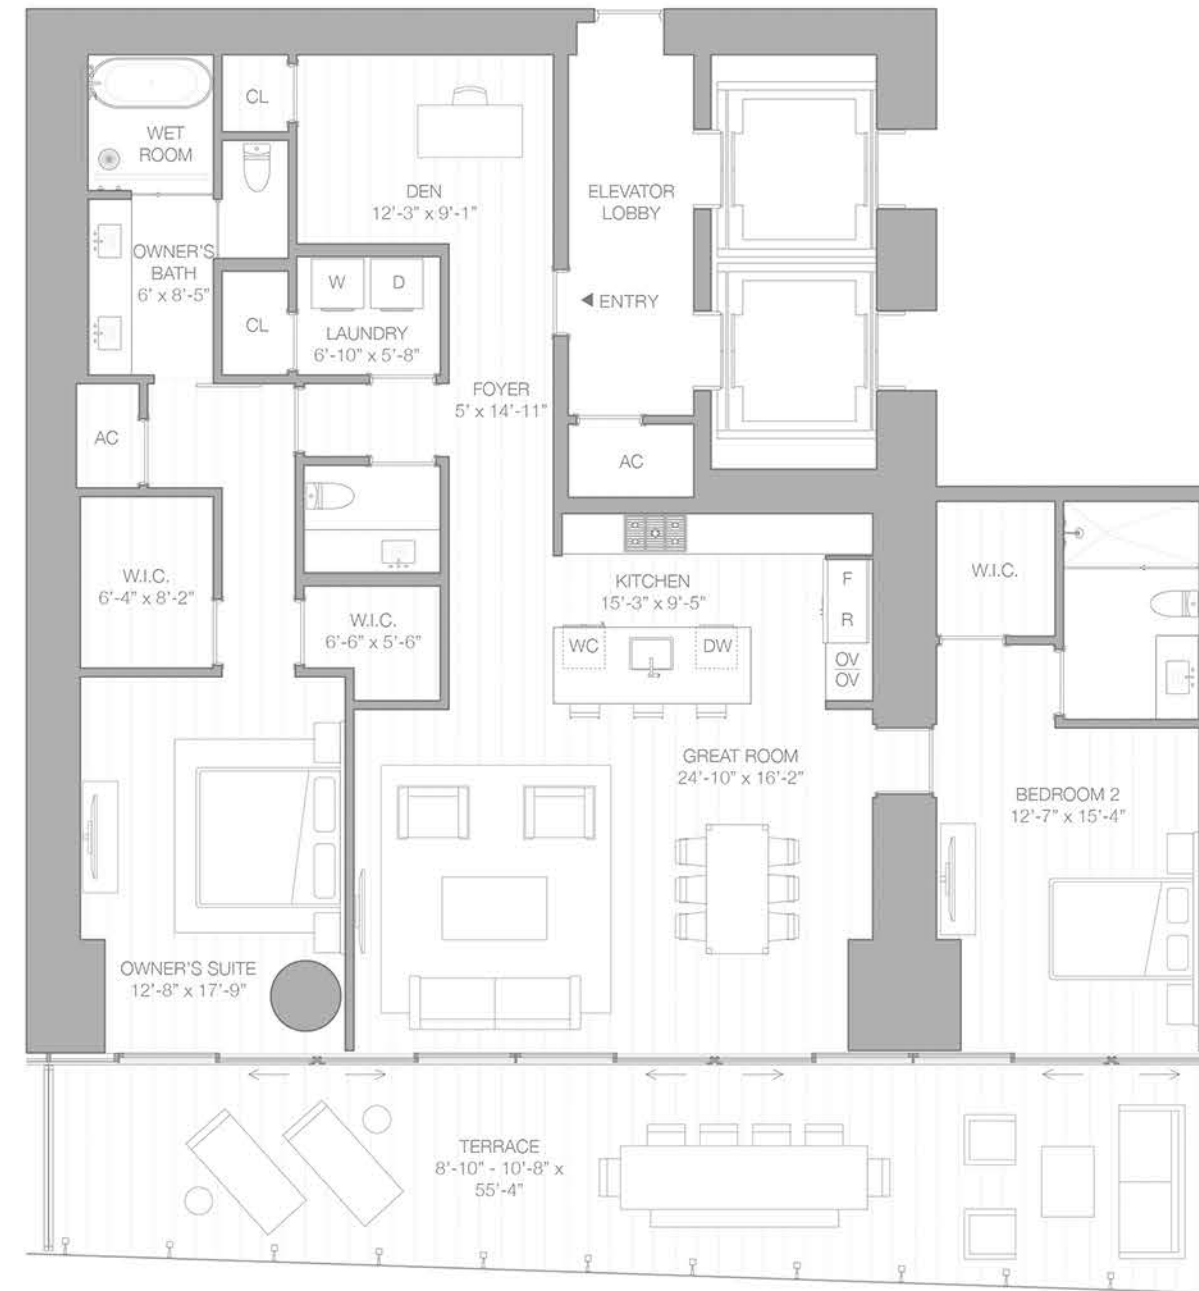 WET
ROOM
CL
DEN
12'-3" x 9'-1"
ELEVATOR
LOBBY
OWNER'S
BATH
6' x 8'-5"
W
D
ENTRY
CL
LAUNDRY
6'-10" x 5'-8"
FOYER
5' x 14'-11"
AC
AC
W.I.C.
6'-4" x 8'-2"
W.I.C.
6'-6" x 5'-6"
KITCHEN
15'-3" x 9'-5"
F
R
OV
OV
WC
DW
W.I.C.
GREAT ROOM
24'-10" x 16'-2"
BEDROOM 2
12'-7" x 15'-4"
OWNER'S SUITE
12'-8" x 17'-9"
TERRACE
8'-10" - 10'-8" x
55'-4"